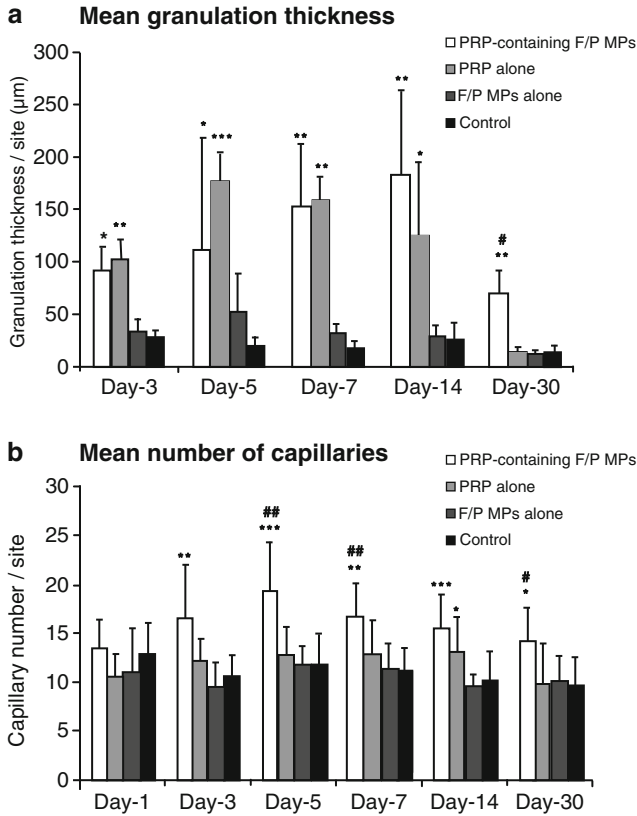 a Mean granulation thickness
Granulation thickness / site (µm)
300
250
200
150
100
50
0
PRP-containing F/P MPs
PRP alone
F/P MPs alone
Control
* **
* ***
** **
** *
#
**
Day-3 Day-5 Day-7 Day-14 Day-30
b Mean number of capillaries
Capillary number / site
30
25
20
15
10
5
0
PRP-containing F/P MPs
PRP alone
F/P MPs alone
Control
**
##
***
##
**
*** *
#
*
Day-1 Day-3 Day-5 Day-7 Day-14 Day-30